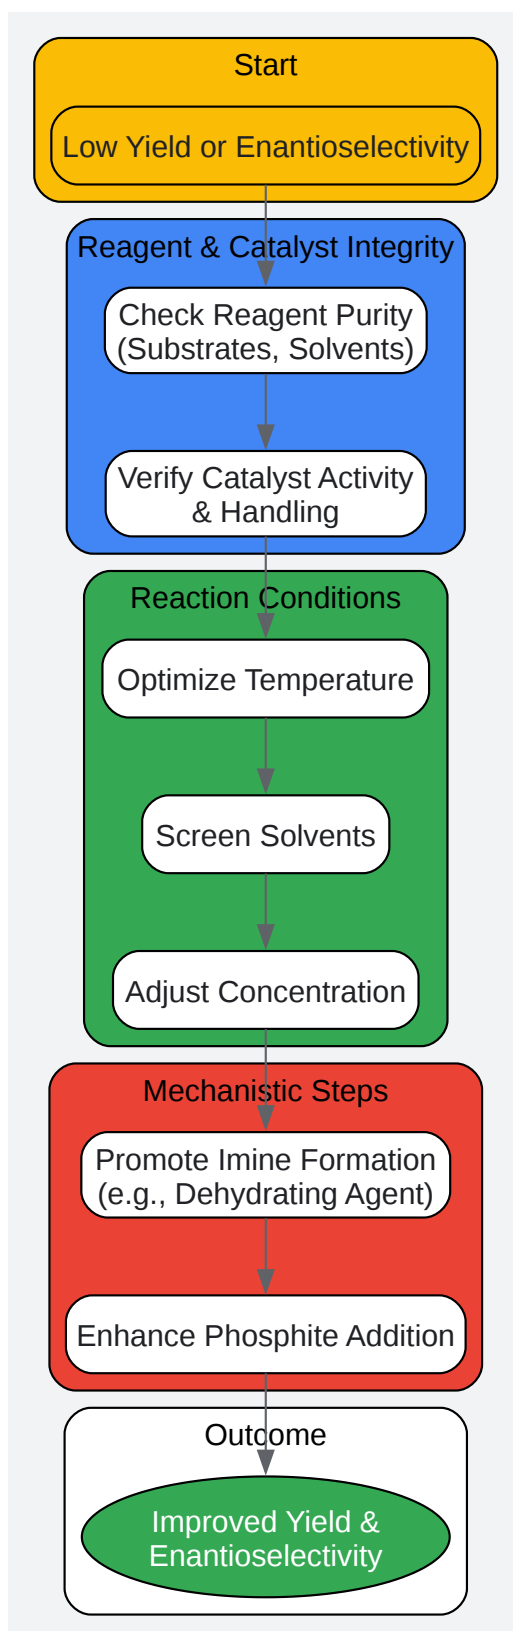 Start
Low Yield or Enantioselectivity
Reagent & Catalyst Integrity
Check Reagent Purity
(Substrates, Solvents)
Verify Catalyst Activity
& Handling
Reaction Conditions
Optimize Temperature
Screen Solvents
Adjust Concentration
Mechanistic Steps
Promote Imine Formation
(e.g., Dehydrating Agent)
Enhance Phosphite Addition
Outcome
Improved Yield &
Enantioselectivity